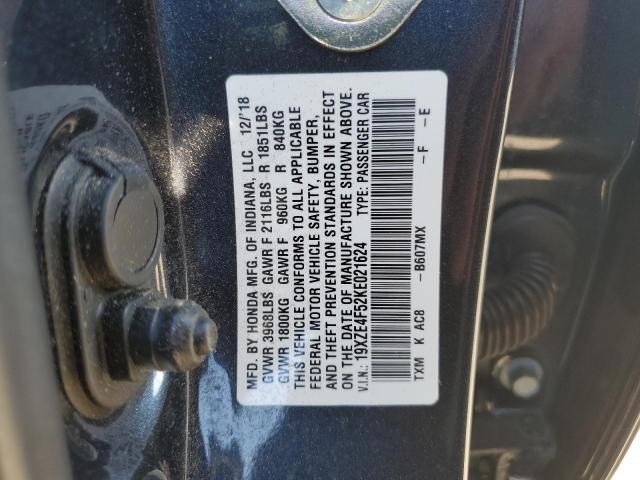 MFD. BY HONDA MFG. OF INDIANA, LLC 12/'18
GVWR 3968LBS GAWR F 2116LBS R 1851LBS
GVWR 1800KG GAWR F 960KG R 840KG
THIS VEHICLE CONFORMS TO ALL APPLICABLE
FEDERAL MOTOR VEHICLE SAFETY, BUMPER,
AND THEFT PREVENTION STANDARDS IN EFFECT
ON THE DATE OF MANUFACTURE SHOWN ABOVE.
V.I.N.: 19XZE4F52KE021624 TYPE: PASSENGER CAR
TXM K AC8 -B607MX -F -E